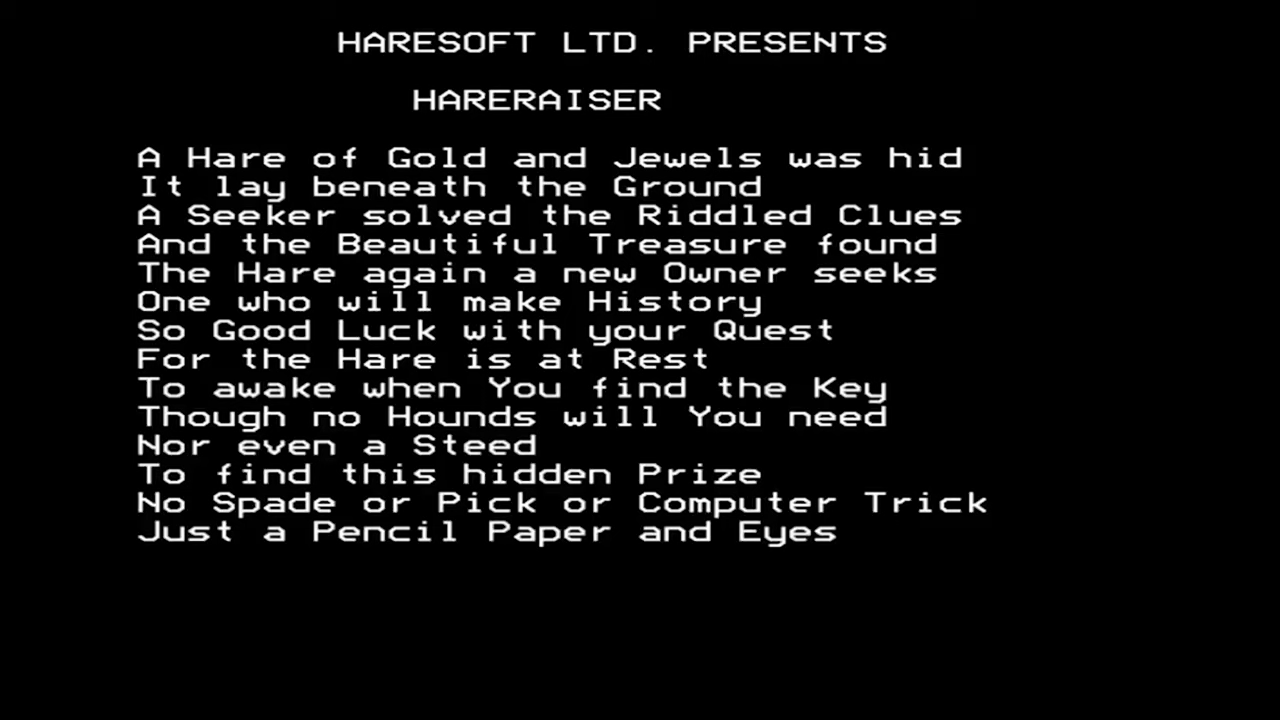 HARESOFT LTD. PRESENTS
HARERAISER
A Hare of Gold and Jewels was hid
It lay beneath the Ground
A Seeker solved the Riddled Clues
And the Beautiful Treasure found
The Hare again a new Owner seeks
One who will make History
So Good Luck with your Quest
For the Hare is at Rest
To awake when You find the Key
Though no Hounds will You need
Nor even a Steed
To find this hidden Prize
No Spade or Pick or Computer Trick
Just a Pencil Paper and Eyes